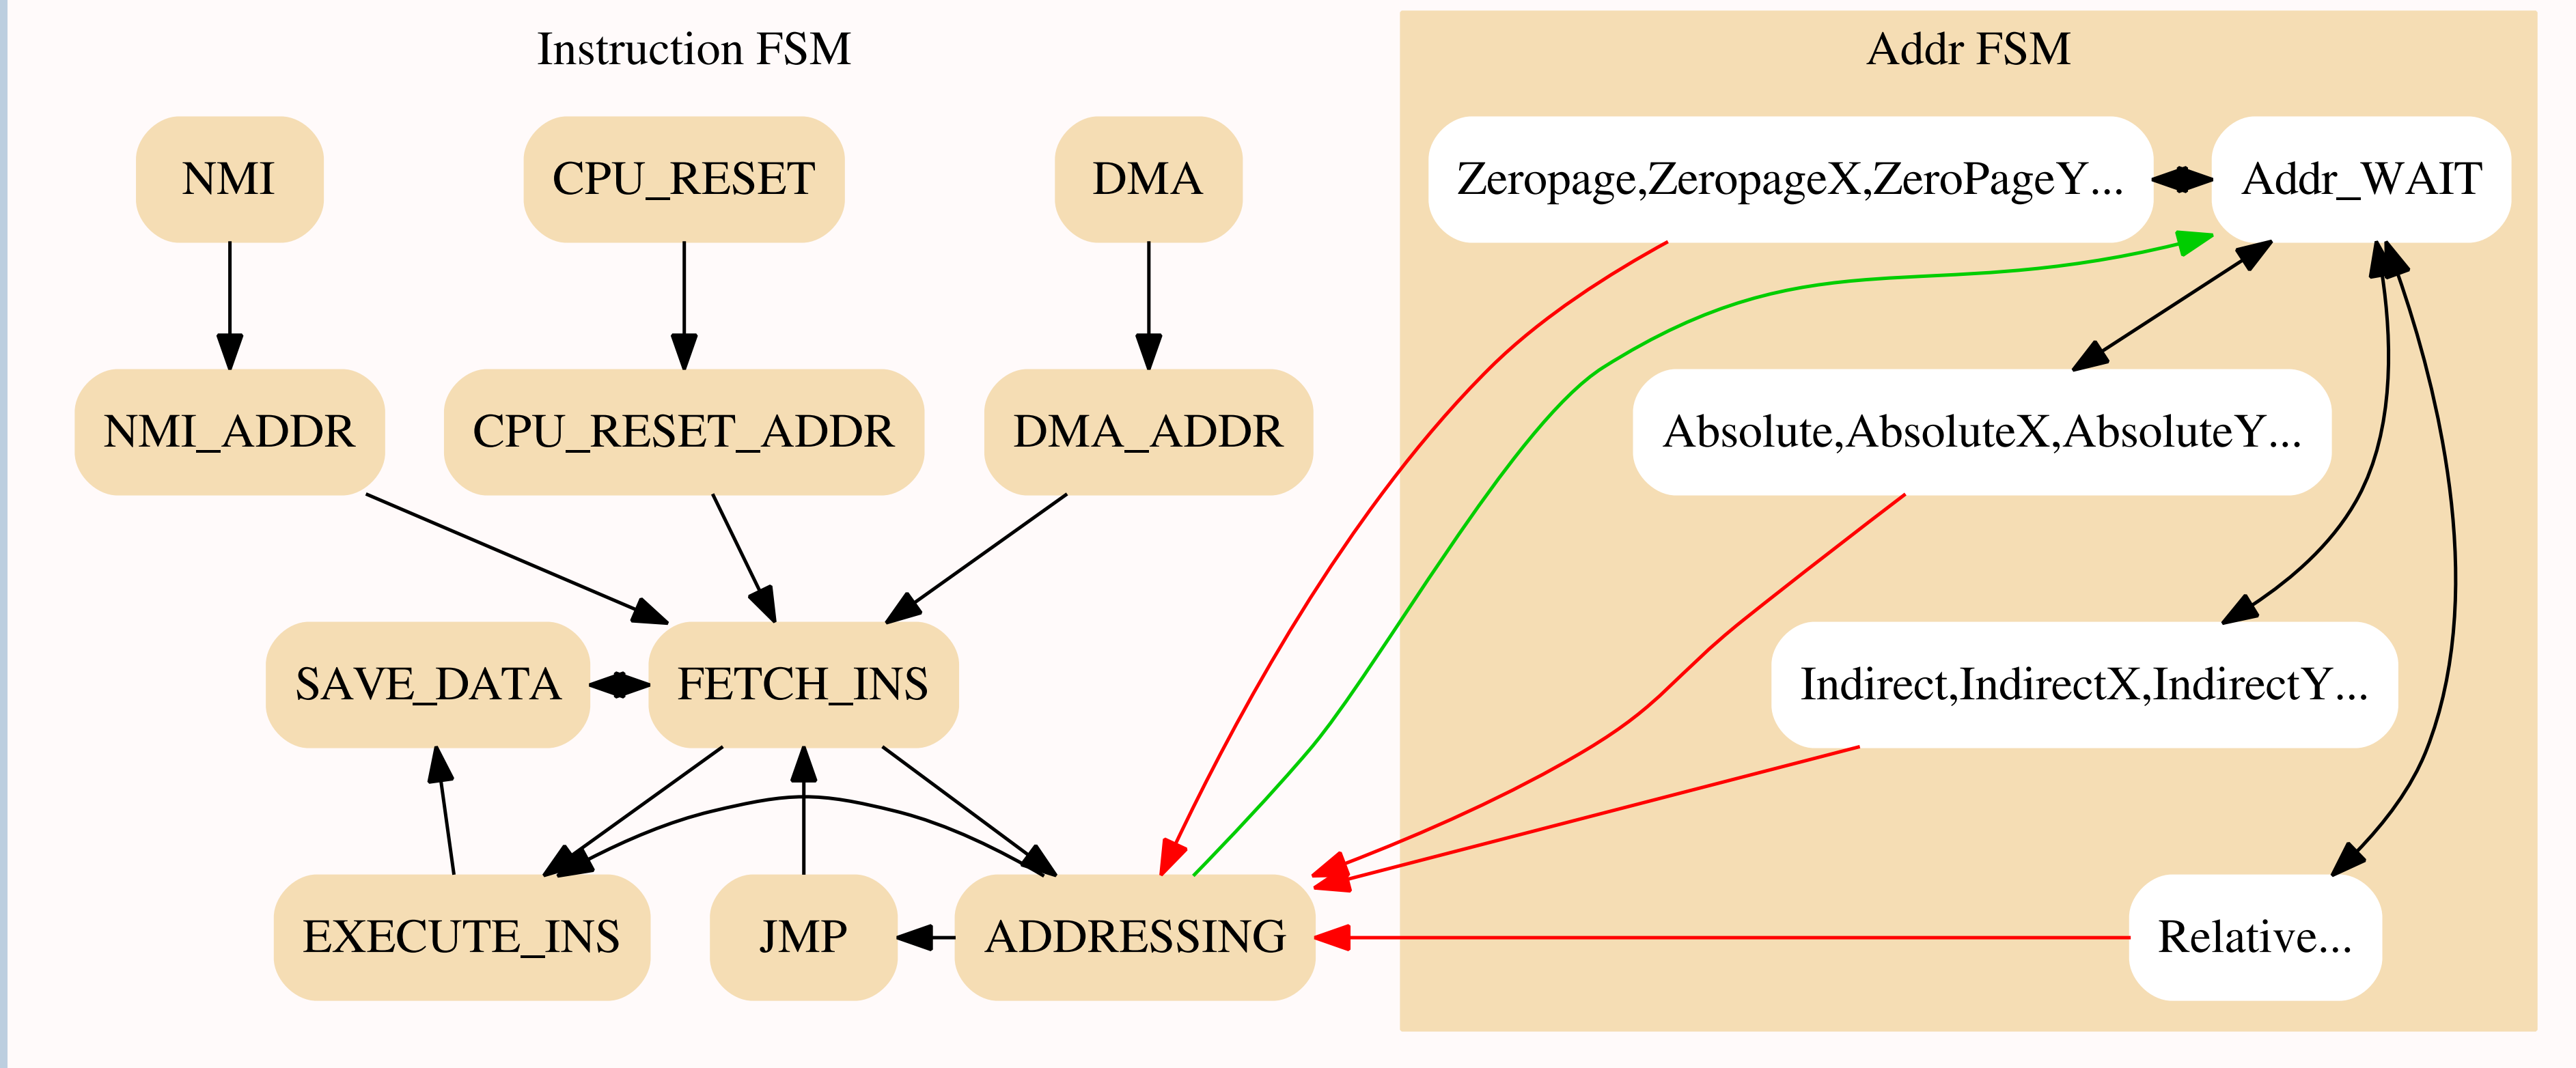 Instruction FSM
Addr FSM
NMI
CPU_RESET
DMA
Zeropage,ZeropageX,ZeroPageY...
Addr_WAIT
NMI_ADDR
CPU_RESET_ADDR
DMA_ADDR
Absolute,AbsoluteX,AbsoluteY...
SAVE_DATA
FETCH_INS
Indirect,IndirectX,IndirectY...
EXECUTE_INS
JMP
ADDRESSING
Relative...